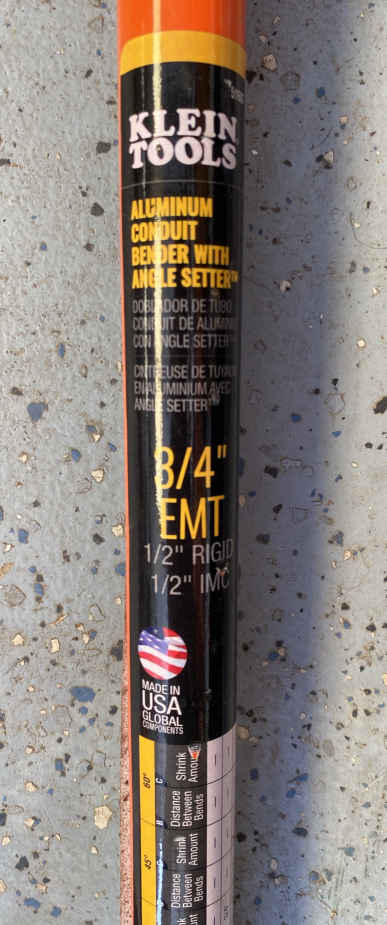 KLEIN
TOOLS
ALUMINUM
CONDUIT
BENDER WITH
ANGLE SETTER™
DOBLADOR DE TUBO
CONDUIT DE ALUMINIO
CON ANGLE SETTER™
CINTREUSE DE TUYAU
EN ALUMINIUM AVEC
ANGLE SETTER™
3/4"
EMT
1/2" RIGID
1/2" IMC
MADE IN
USA
GLOBAL
COMPONENTS
60°
C
Shrink
Amount
B
Distance
Between
Bends
45°
Shrink
Amount
Distance
Between
Bends